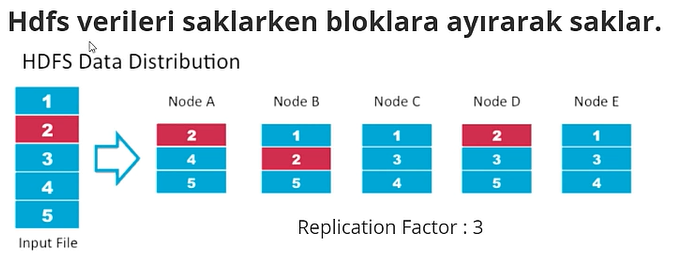 Hdfs verileri saklarken bloklara ayırarak saklar.
HDFS Data Distribution
1
2
3
4
5
Input File
Node A
2
4
5
Node B
1
2
5
Node C
1
3
4
Node D
2
3
5
Node E
1
3
4
Replication Factor : 3